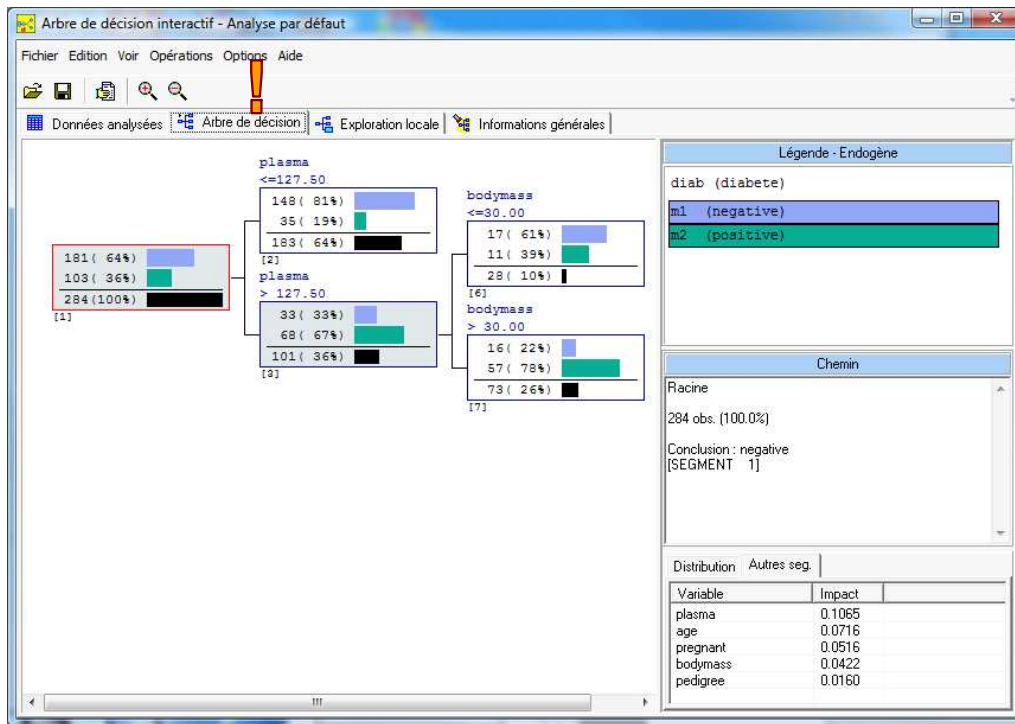 Arbre de décision interactif - Analyse par défaut
Fichier Edition Voir Opérations Options Aide
!
Données analysées Arbre de décision Exploration locale Informations générales
181( 64%)
103( 36%)
284(100%)
[1]
plasma
<=127.50
148( 81%)
35( 19%)
183( 64%)
[2]
plasma
> 127.50
33( 33%)
68( 67%)
101( 36%)
[3]
bodymass
<=30.00
17( 61%)
11( 39%)
28( 10%)
[6]
bodymass
> 30.00
16( 22%)
57( 78%)
73( 26%)
[7]
Légende - Endogène
diab (diabete)
m1 (negative)
m2 (positive)
Chemin
Racine
284 obs. (100.0%)
Conclusion : negative
[SEGMENT 1]
Distribution Autres seg.
Variable Impact
plasma 0.1065
age 0.0716
pregnant 0.0516
bodymass 0.0422
pedigree 0.0160